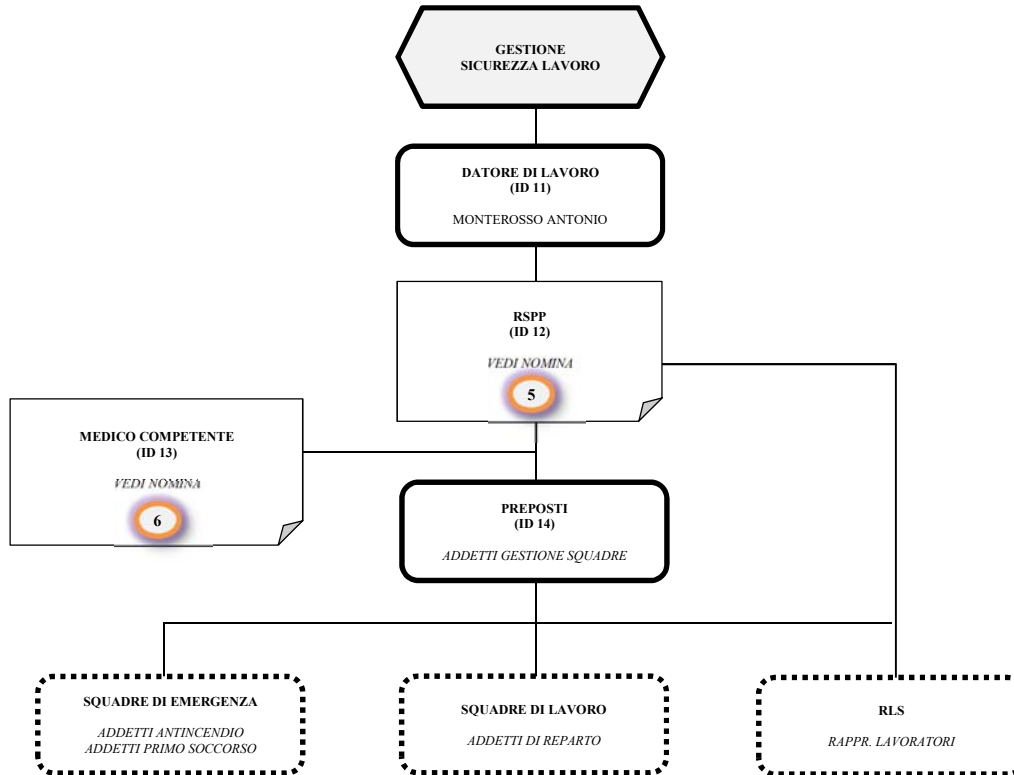 GESTIONE
SICUREZZA LAVORO
DATORE DI LAVORO
(ID 11)
MONTEROSSO ANTONIO
RSPP
(ID 12)
VEDI NOMINA
5
MEDICO COMPETENTE
(ID 13)
VEDI NOMINA
6
PREPOSTI
(ID 14)
ADDETTI GESTIONE SQUADRE
SQUADRE DI EMERGENZA
ADDETTI ANTINCENDIO
ADDETTI PRIMO SOCCORSO
SQUADRE DI LAVORO
ADDETTI DI REPARTO
RLS
RAPPR. LAVORATORI